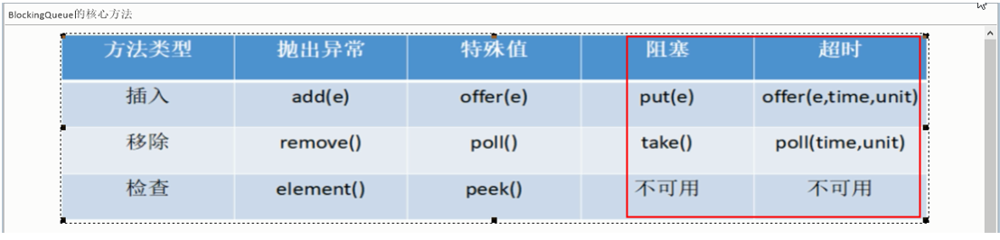 BlockingQueue的核心方法
方法类型 抛出异常 特殊值 阻塞 超时
插入 add(e) offer(e) put(e) offer(e,time,unit)
移除 remove() poll() take() poll(time,unit)
检查 element() peek() 不可用 不可用